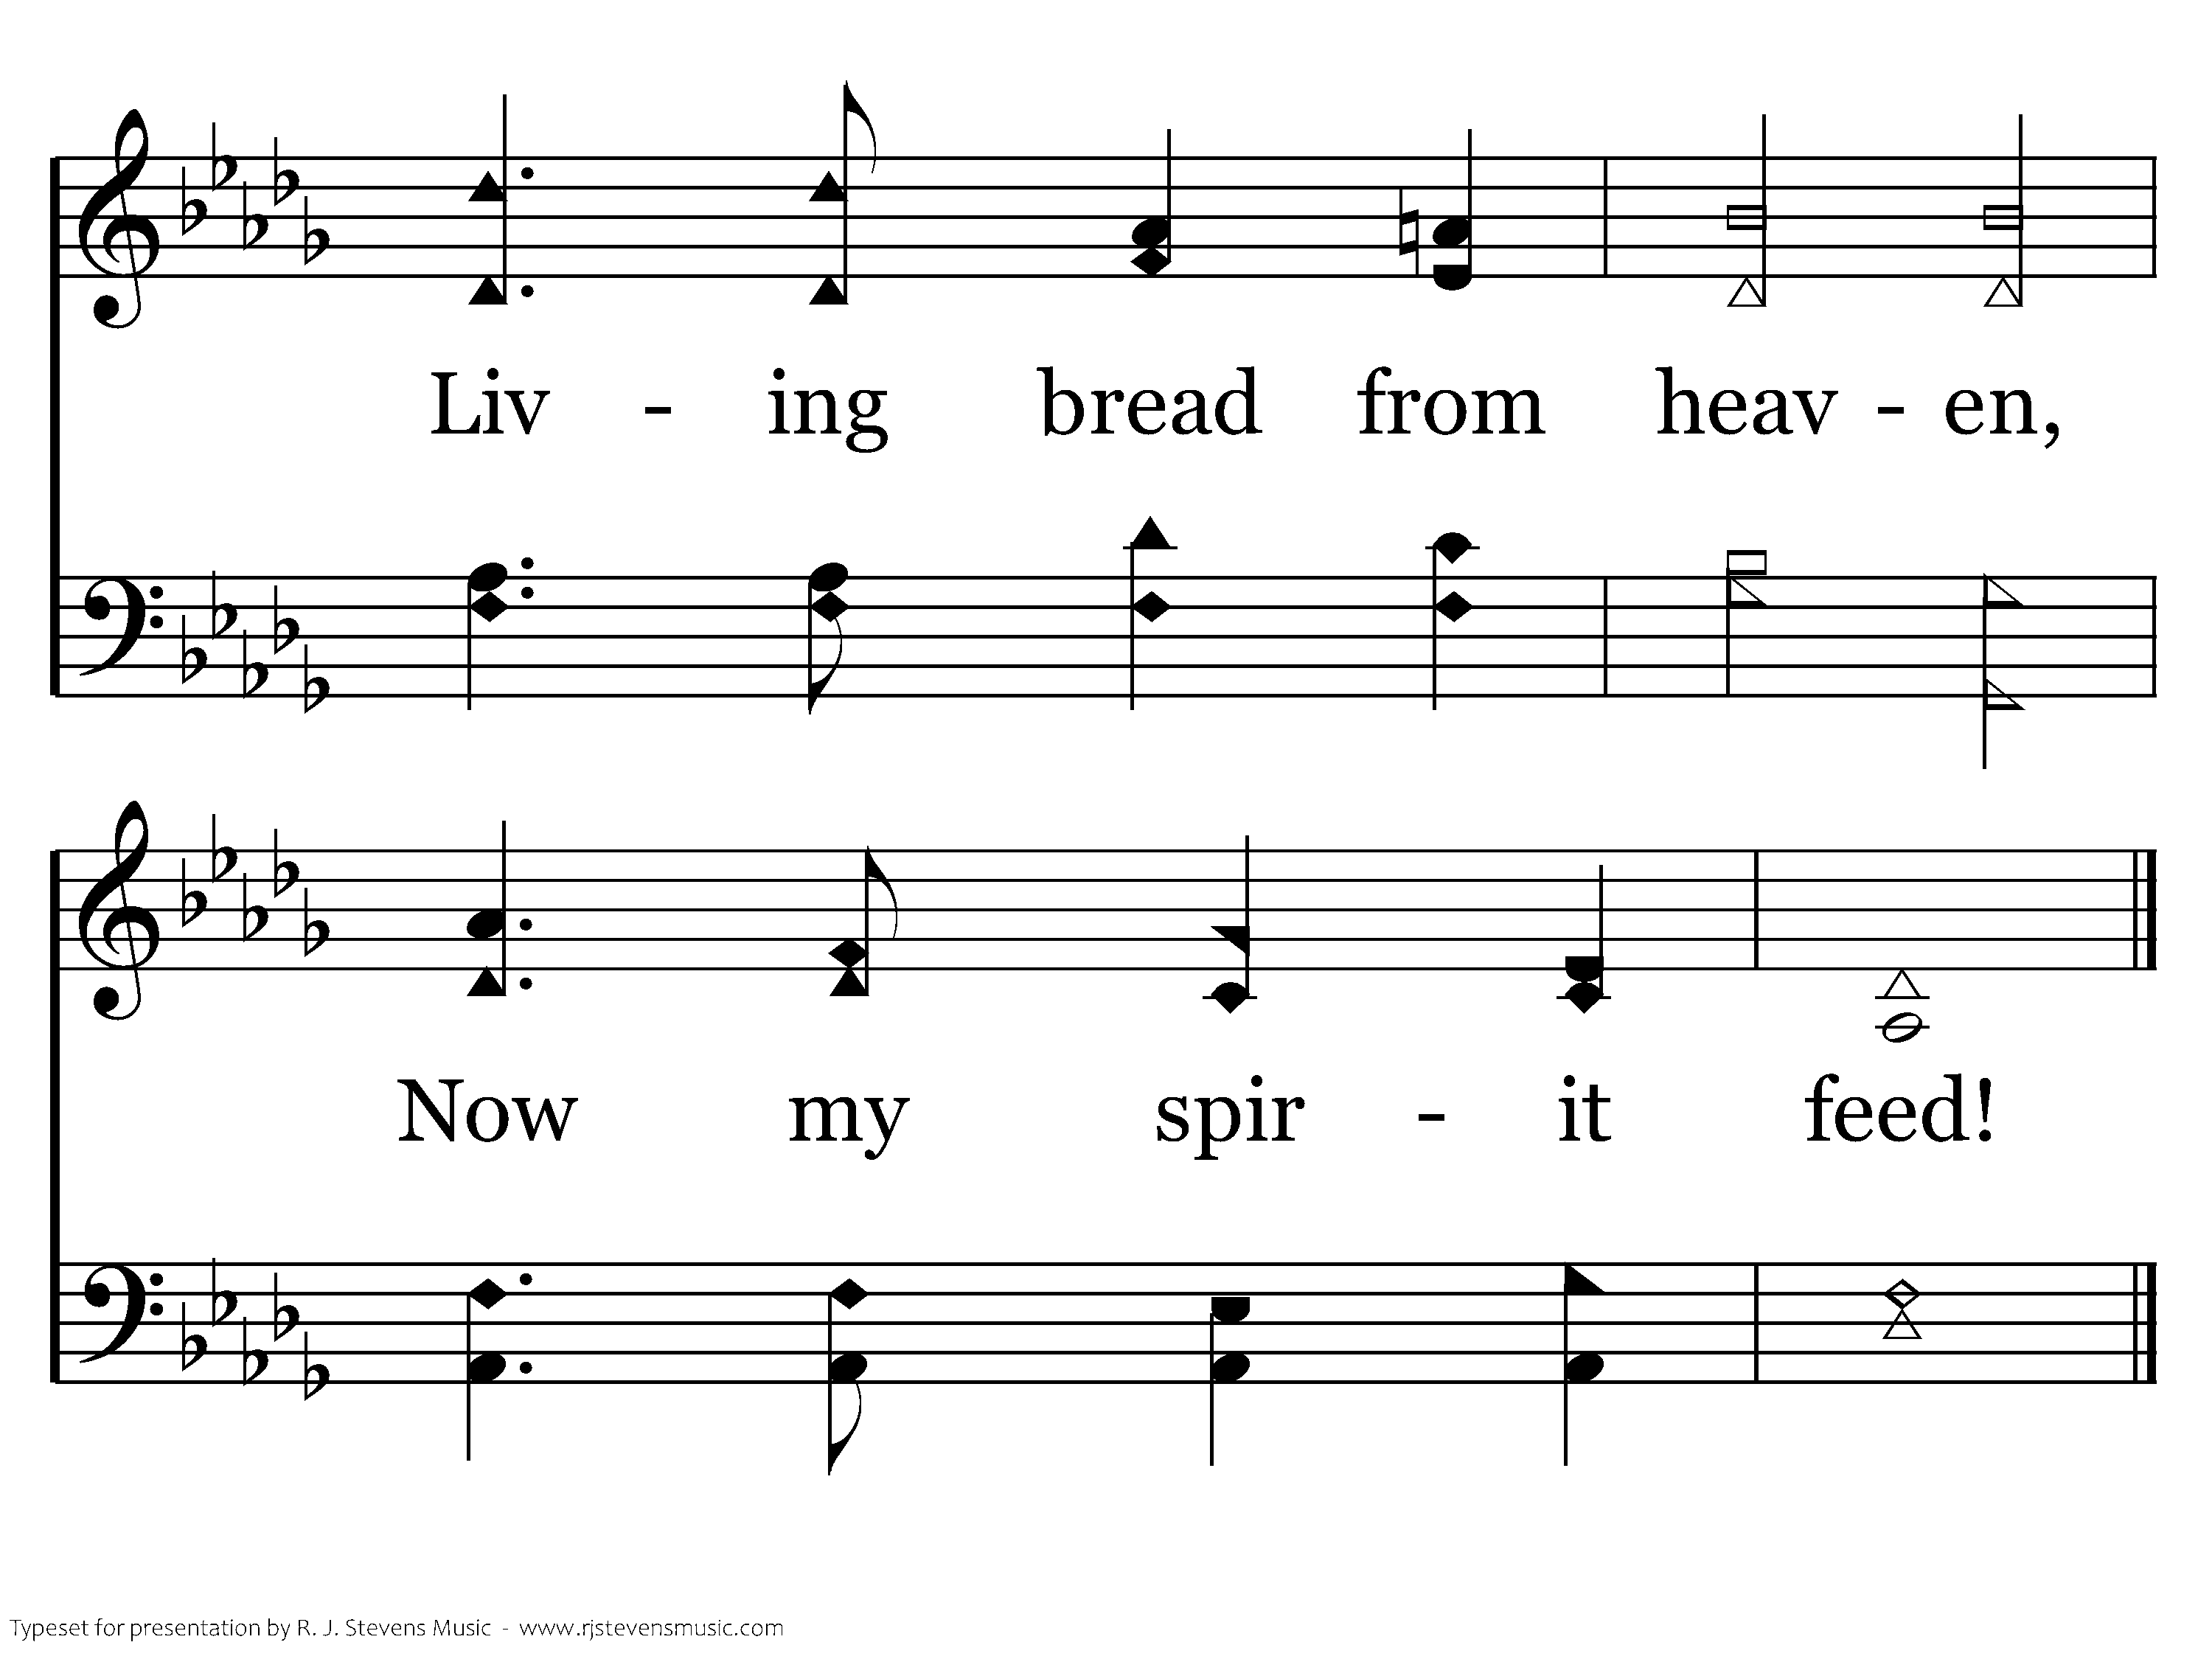 Liv - ing bread from heav - en,
Now my spir - it feed!
Typeset for presentation by R. J. Stevens Music - www.rjstevensmusic.com